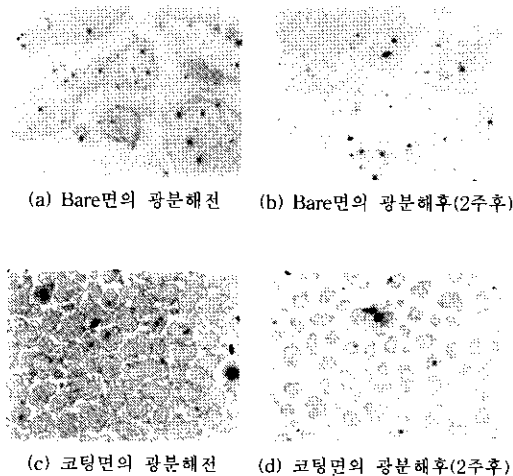 (a) Bare면의 광분해전
(b) Bare면의 광분해후(2주후)
(c) 코팅면의 광분해전
(d) 코팅면의 광분해후(2주후)